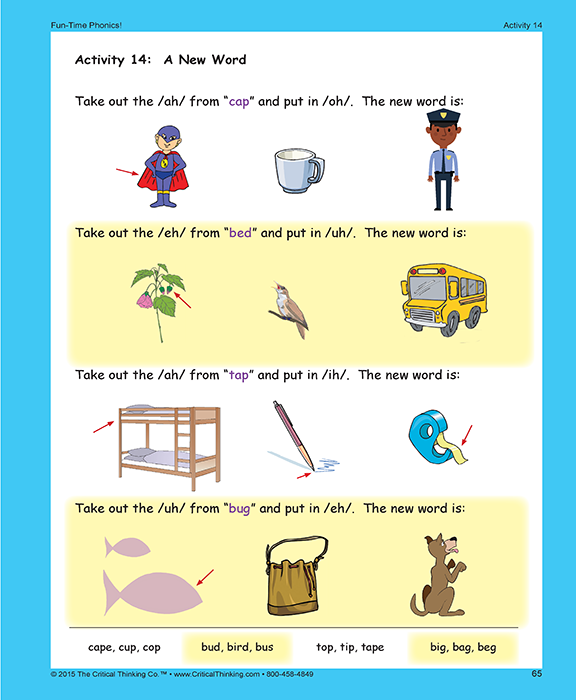 Fun-Time Phonics! Activity 14
Activity 14: A New Word
Take out the /ah/ from “cap” and put in /oh/. The new word is:
Take out the /eh/ from “bed” and put in /uh/. The new word is:
Take out the /ah/ from “tap” and put in /ih/. The new word is:
Take out the /uh/ from “bug” and put in /eh/. The new word is:
cape, cup, cop bud, bird, bus top, tip, tape big, bag, beg
© 2015 The Critical Thinking Co.™ • www.CriticalThinking.com • 800-458-4849 65